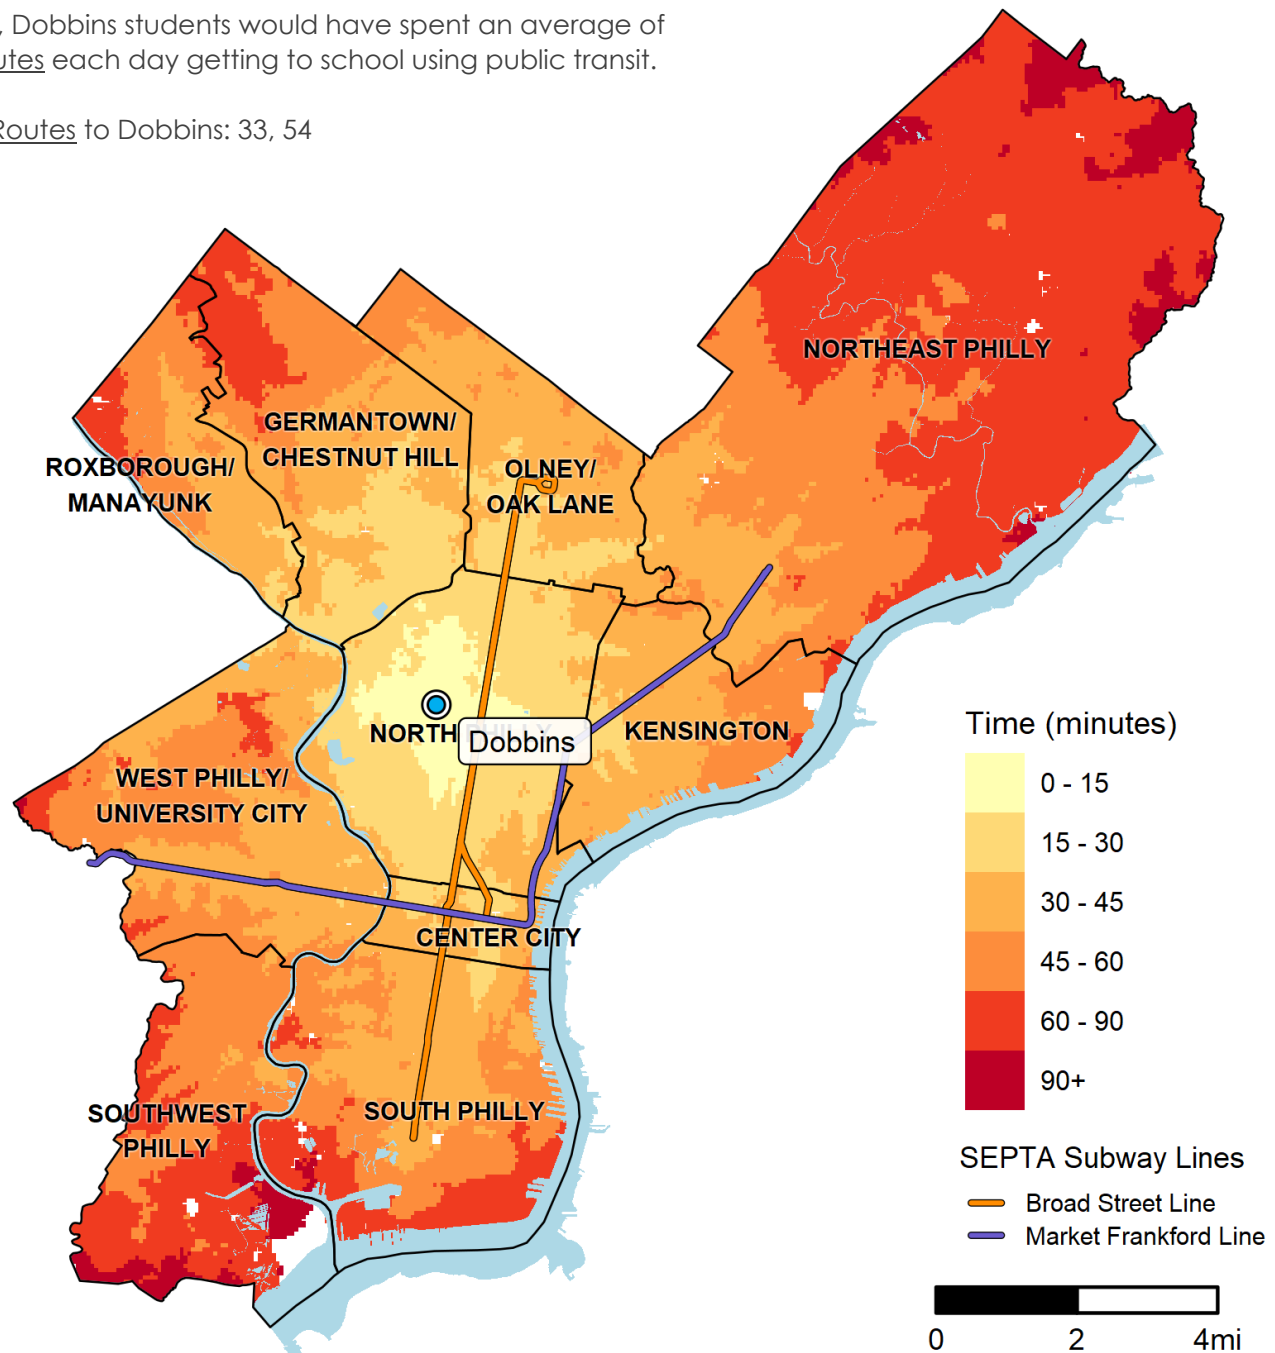 , Dobbins students would have spent an average of
utes each day getting to school using public transit.
Routes to Dobbins: 33, 54
NORTHEAST PHILLY
GERMANTOWN/
CHESTNUT HILL
ROXBOROUGH/
MANAYUNK
OLNEY/
OAK LANE
NORTH PHILLY
Dobbins
KENSINGTON
WEST PHILLY/
UNIVERSITY CITY
CENTER CITY
SOUTHWEST
PHILLY
SOUTH PHILLY
Time (minutes)
0 - 15
15 - 30
30 - 45
45 - 60
60 - 90
90+
SEPTA Subway Lines
Broad Street Line
Market Frankford Line
0 2 4mi